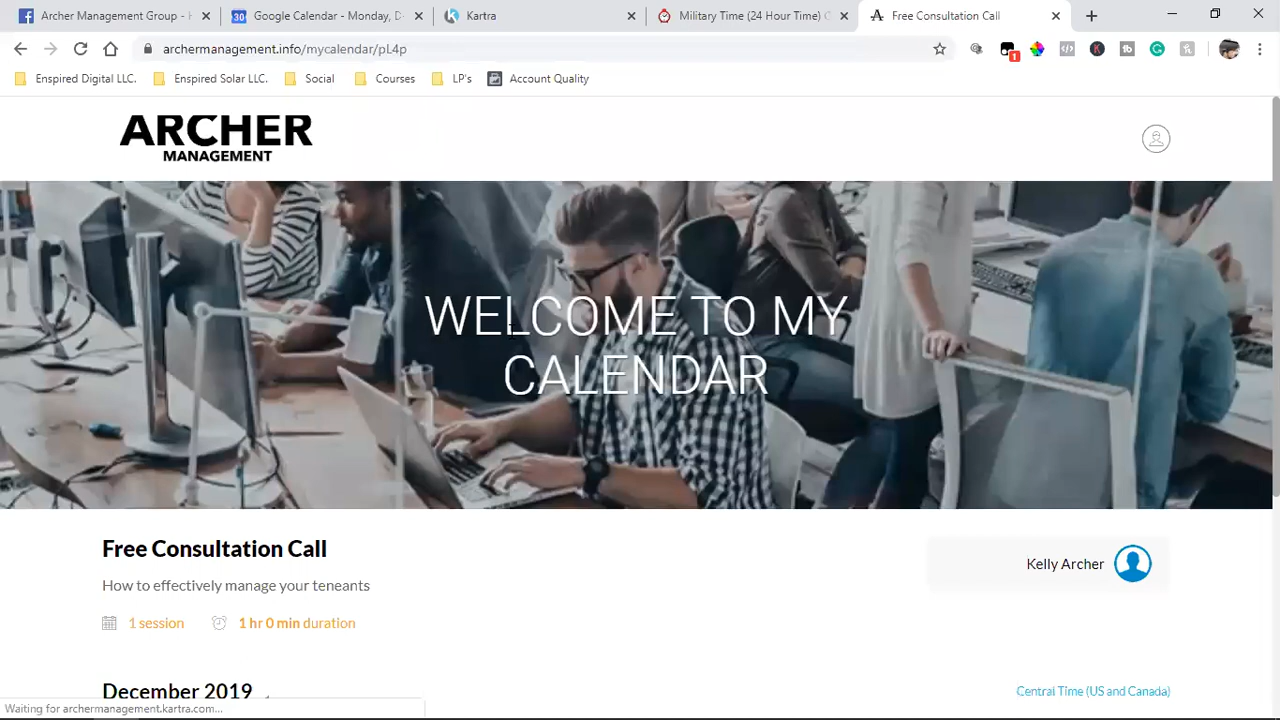 Archer Management Group - H
Google Calendar - Monday, D
Kartra
Military Time (24 Hour Time) C
Free Consultation Call
archermanagement.info/mycalendar/pL4p
1
Enspired Digital LLC.
Enspired Solar LLC.
Social
Courses
LP's
Account Quality
ARCHER
MANAGEMENT
WELCOME TO MY
CALENDAR
Free Consultation Call
Kelly Archer
How to effectively manage your teneants
1 session
1 hr 0 min duration
December 2019
Central Time (US and Canada)
Waiting for archermanagement.kartra.com...